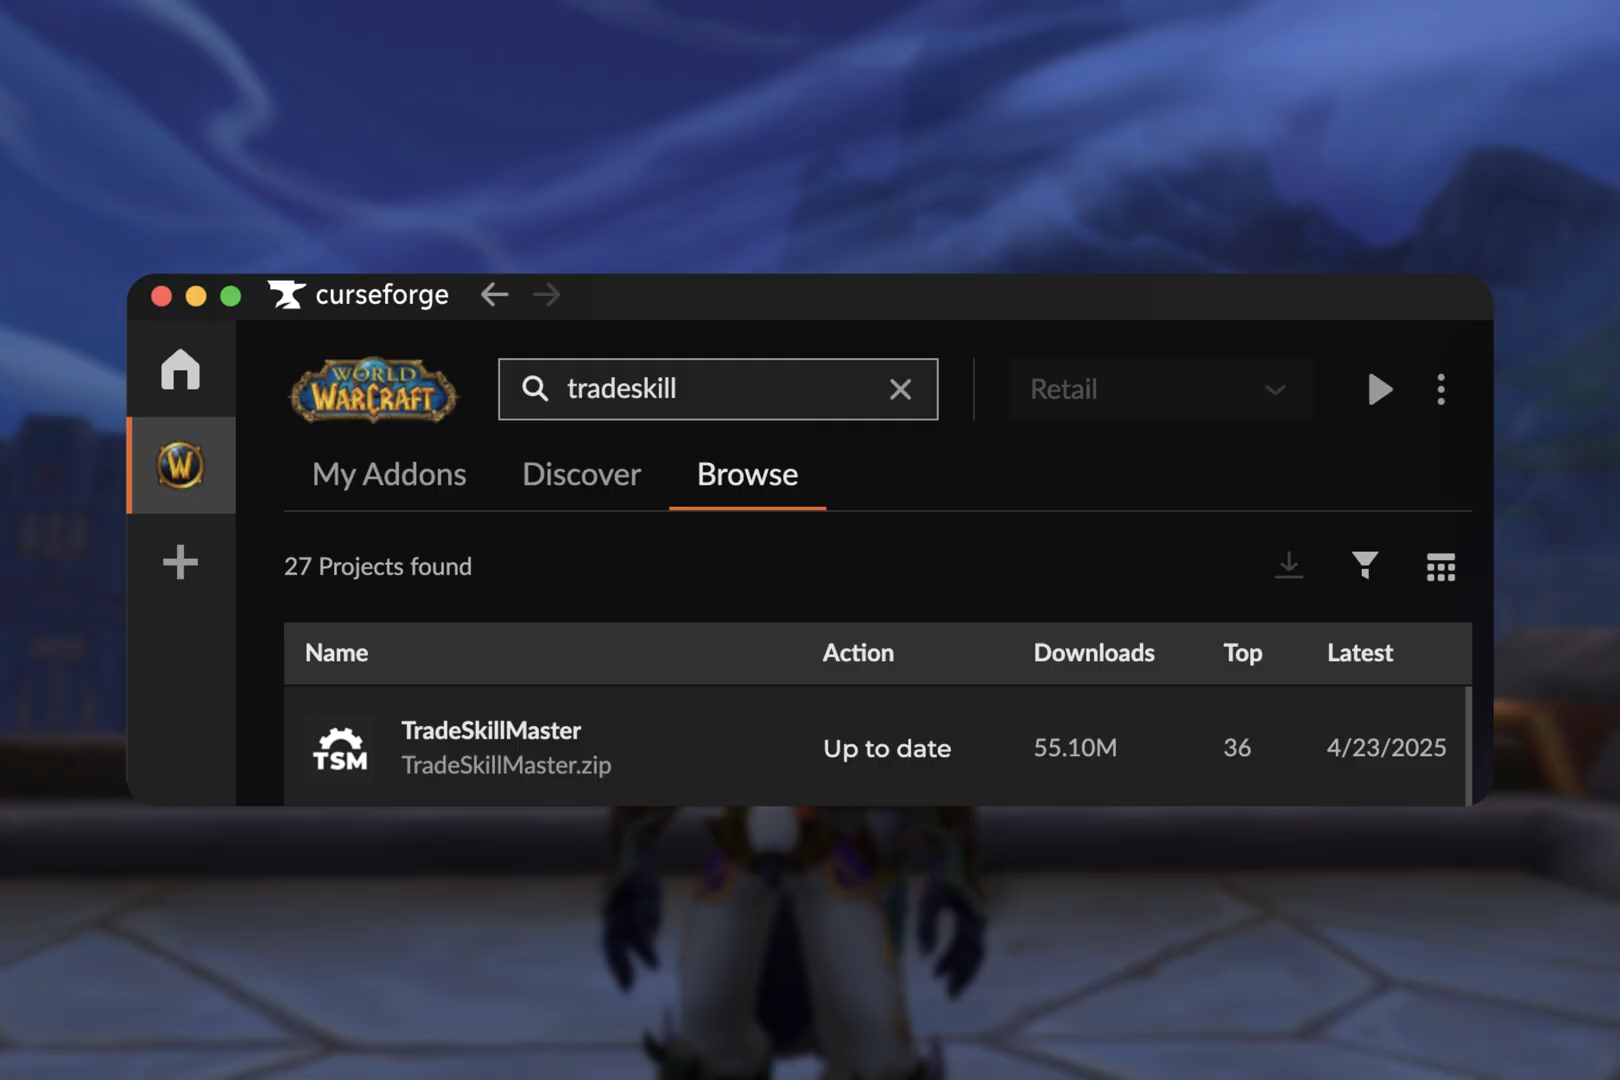 curseforge
WORLD
WARCRAFT
tradeskill
Retail
W
My Addons
Discover
Browse
27 Projects found
Name
Action
Downloads
Top
Latest
TSM
TradeSkillMaster
TradeSkillMaster.zip
Up to date
55.10M
36
4/23/2025